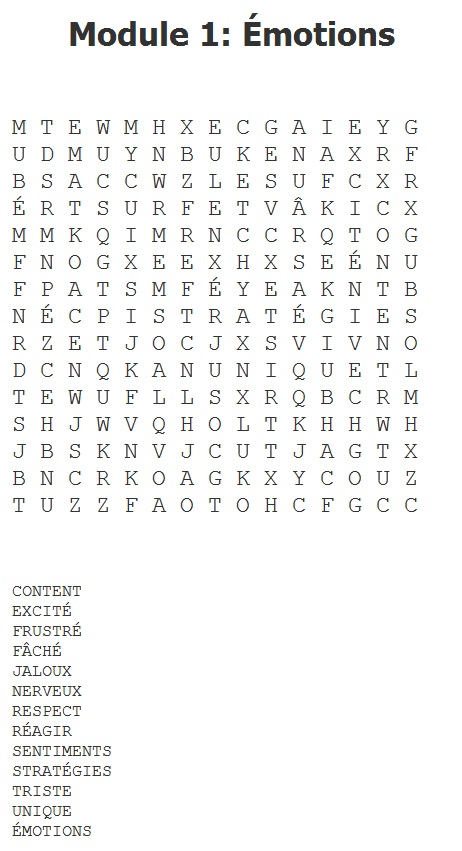 Module 1: Émotions
M T E W M H X E C G A I E Y G
U D M U Y N B U K E N A X R F
B S A C C W Z L E S U F C X R
É R T S U R F E T V Â K I C X
M M K Q I M R N C C R Q T O G
F N O G X E E X H X S E É N U
F P A T S M F É Y E A K N T B
N É C P I S T R A T É G I E S
R Z E T J O C J X S V I V N O
D C N Q K A N U N I Q U E T L
T E W U F L L S X R Q B C R M
S H J W V Q H O L T K H H W H
J B S K N V J C U T J A G T X
B N C R K O A G K X Y C O U Z
T U Z Z F A O T O H C F G C C
CONTENT
EXCITÉ
FRUSTRÉ
FÂCHÉ
JALOUX
NERVEUX
RESPECT
RÉAGIR
SENTIMENTS
STRATÉGIES
TRISTE
UNIQUE
ÉMOTIONS